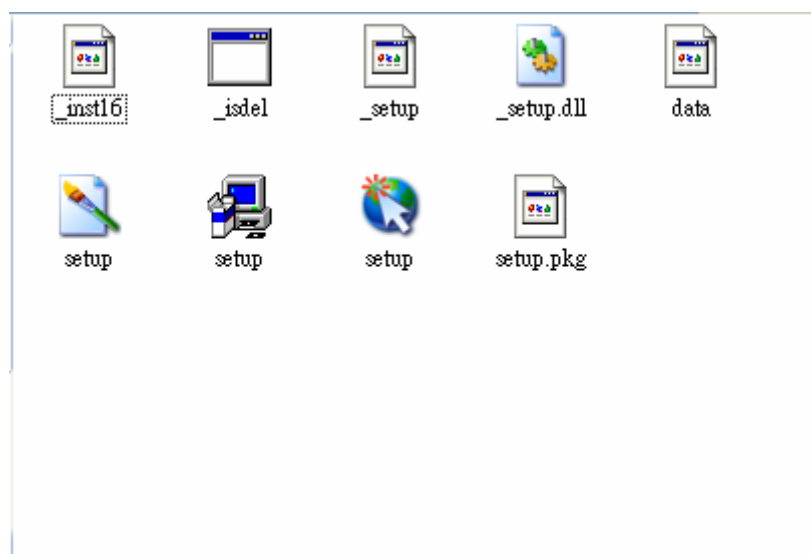 _inst16 _isdel _setup _setup.dll data
setup setup setup setup.pkg